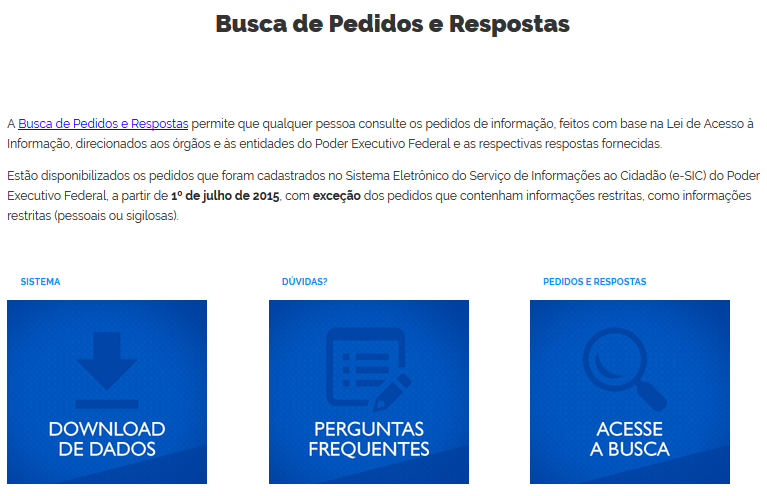 Busca de Pedidos e Respostas
A Busca de Pedidos e Respostas permite que qualquer pessoa consulte os pedidos de informação, feitos com base na Lei de Acesso à
Informação, direcionados aos órgãos e às entidades do Poder Executivo Federal e as respectivas respostas fornecidas.
Estão disponibilizados os pedidos que foram cadastrados no Sistema Eletrônico do Serviço de Informações ao Cidadão (e-SIC) do Poder
Executivo Federal, a partir de 1º de julho de 2015, com exceção dos pedidos que contenham informações restritas, como informações
restritas (pessoais ou sigilosas).
SISTEMA
DÚVIDAS?
PEDIDOS E RESPOSTAS
DOWNLOAD
DE DADOS
PERGUNTAS
FREQUENTES
ACESSE
A BUSCA